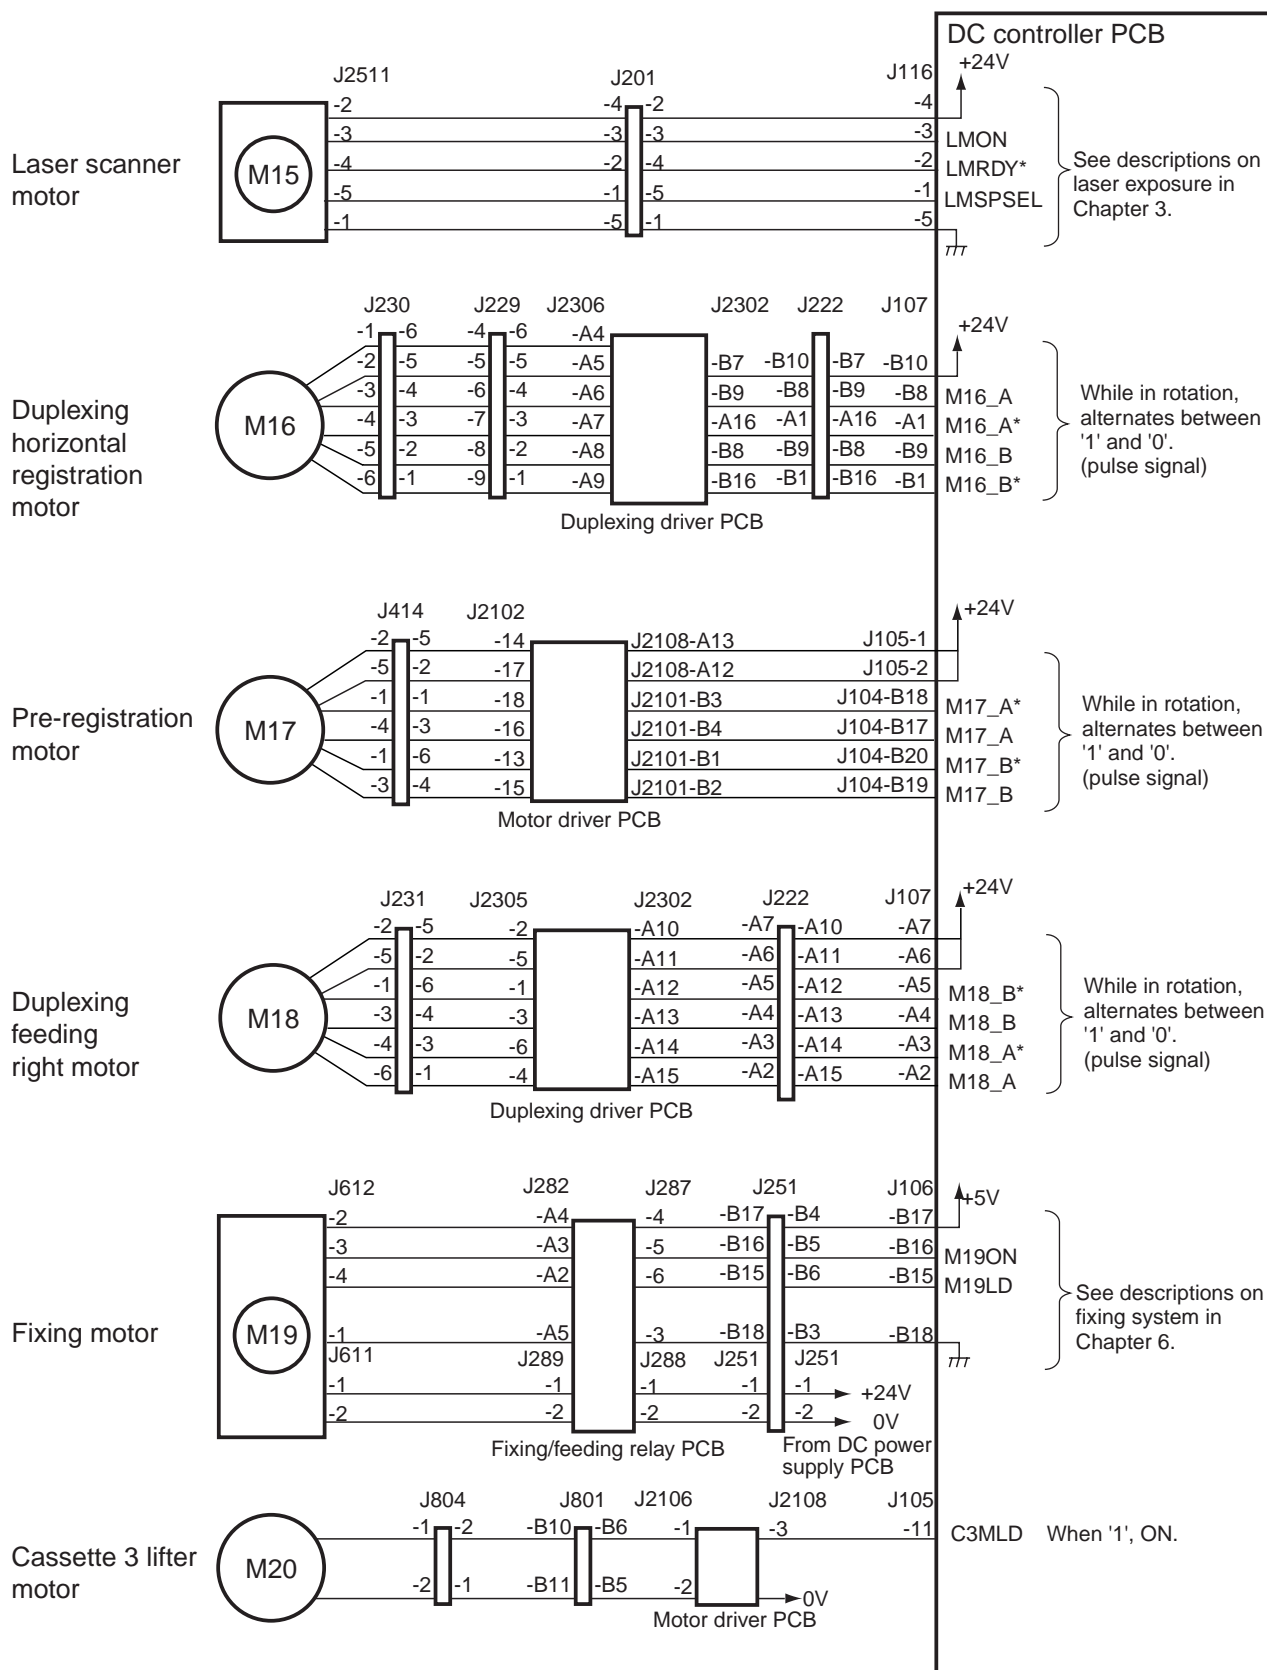 DC controller PCB
J2511 J201 J116 +24V
-2 -4 -2 -4
-3 -3 -3 -3 LMON
Laser scanner
motor
M15
-4 -2 -4 -2 LMRDY*
-5 -1 -5 -1 LMSPSEL
-1 -5 -1 -5
See descriptions on
laser exposure in
Chapter 3.
J230 J229 J2306 J2302 J222 J107 +24V
-1 -6 -4 -6 -A4
-2 -5 -5 -5 -A5 -B7 -B10 -B7 -B10
-3 -4 -6 -4 -A6 -B9 -B8 -B9 -B8 M16_A
-4 -3 -7 -3 -A7 -A16 -A1 -A16 -A1 M16_A*
-5 -2 -8 -2 -A8 -B8 -B9 -B8 -B9 M16_B
-6 -1 -9 -1 -A9 -B16 -B1 -B16 -B1 M16_B*
Duplexing
horizontal
registration
motor
M16
Duplexing driver PCB
While in rotation,
alternates between
'1' and '0'.
(pulse signal)
J414 J2102 +24V
-2 -5 -14 J2108-A13 J105-1
-5 -2 -17 J2108-A12 J105-2
-1 -1 -18 J2101-B3 J104-B18 M17_A*
-4 -3 -16 J2101-B4 J104-B17 M17_A
-1 -6 -13 J2101-B1 J104-B20 M17_B*
-3 -4 -15 J2101-B2 J104-B19 M17_B
Pre-registration
motor
M17
Motor driver PCB
While in rotation,
alternates between
'1' and '0'.
(pulse signal)
J231 J2305 J2302 J222 J107 +24V
-2 -5 -2 -A10 -A7 -A10 -A7
-5 -2 -5 -A11 -A6 -A11 -A6
-1 -6 -1 -A12 -A5 -A12 -A5 M18_B*
-3 -4 -3 -A13 -A4 -A13 -A4 M18_B
-4 -3 -6 -A14 -A3 -A14 -A3 M18_A*
-6 -1 -4 -A15 -A2 -A15 -A2 M18_A
Duplexing
feeding
right motor
M18
Duplexing driver PCB
While in rotation,
alternates between
'1' and '0'.
(pulse signal)
J612 J282 J287 J251 J106 +5V
-2 -A4 -4 -B17 -B4 -B17
-3 -A3 -5 -B16 -B5 -B16 M19ON
-4 -A2 -6 -B15 -B6 -B15 M19LD
Fixing motor
M19
-1 -A5 -3 -B18 -B3 -B18
See descriptions on
fixing system in
Chapter 6.
J611 J289 J288 J251 J251
-1 -1 -1 -1 -1 +24V
-2 -2 -2 -2 -2 0V
Fixing/feeding relay PCB
From DC power
supply PCB
J804 J801 J2106 J2108 J105
-1 -2 -B10 -B6 -1 -3 -11 C3MLD When '1', ON.
Cassette 3 lifter
motor
M20
-2 -1 -B11 -B5 -2 0V
Motor driver PCB